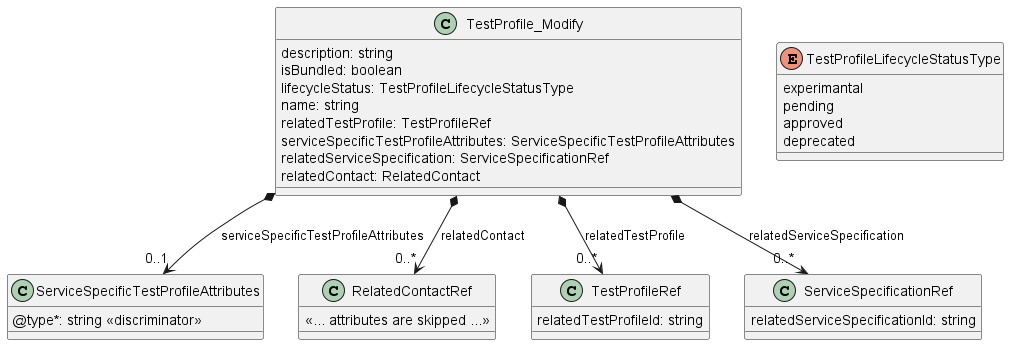 C TestProfile_Modify
description: string
isBundled: boolean
lifecycleStatus: TestProfileLifecycleStatusType
name: string
relatedTestProfile: TestProfileRef
serviceSpecificTestProfileAttributes: ServiceSpecificTestProfileAttributes
relatedServiceSpecification: ServiceSpecificationRef
relatedContact: RelatedContact
E TestProfileLifecycleStatusType
experimantal
pending
approved
deprecated
serviceSpecificTestProfileAttributes
relatedContact
relatedTestProfile
relatedServiceSpecification
0..1
0..*
0..*
0..*
C ServiceSpecificTestProfileAttributes
@type*: string «discriminator»
C RelatedContactRef
«... attributes are skipped ...»
C TestProfileRef
relatedTestProfileId: string
C ServiceSpecificationRef
relatedServiceSpecificationId: string